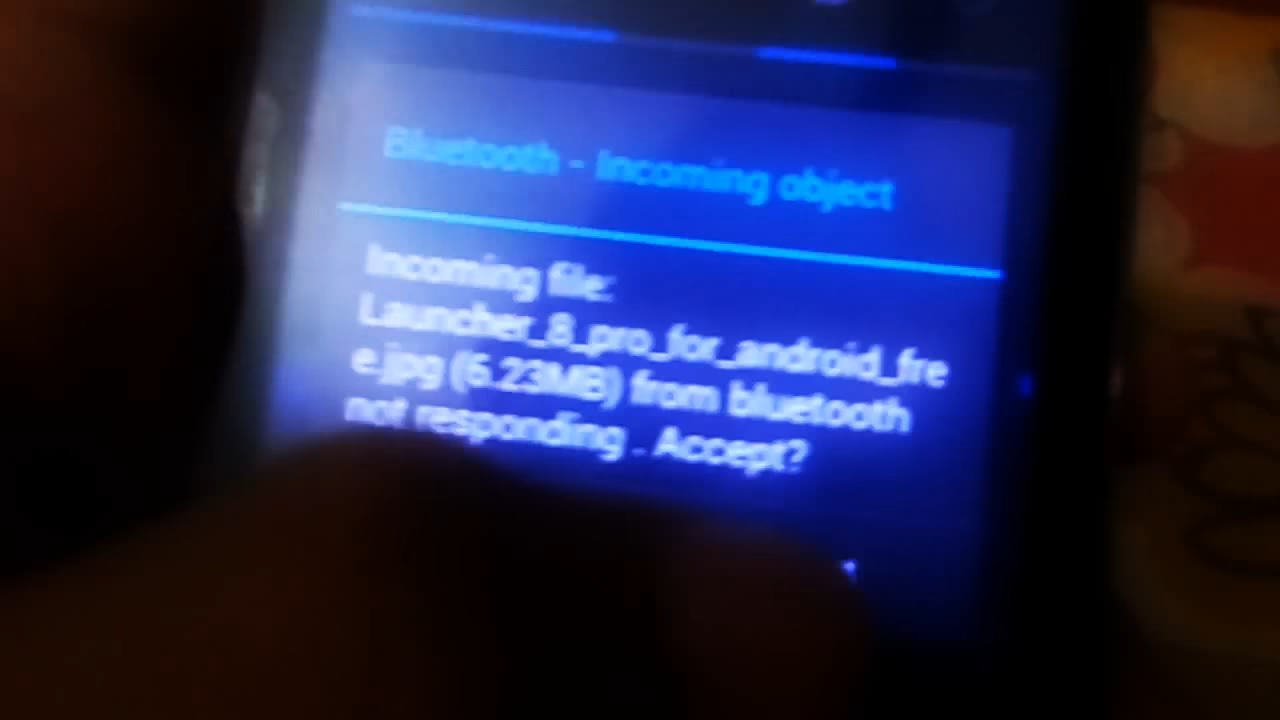 Bluetooth - Incoming object
Incoming file:
Launcher_8_pro_for_android_fre
e.jpg (6.23MB) from bluetooth
not responding . Accept?